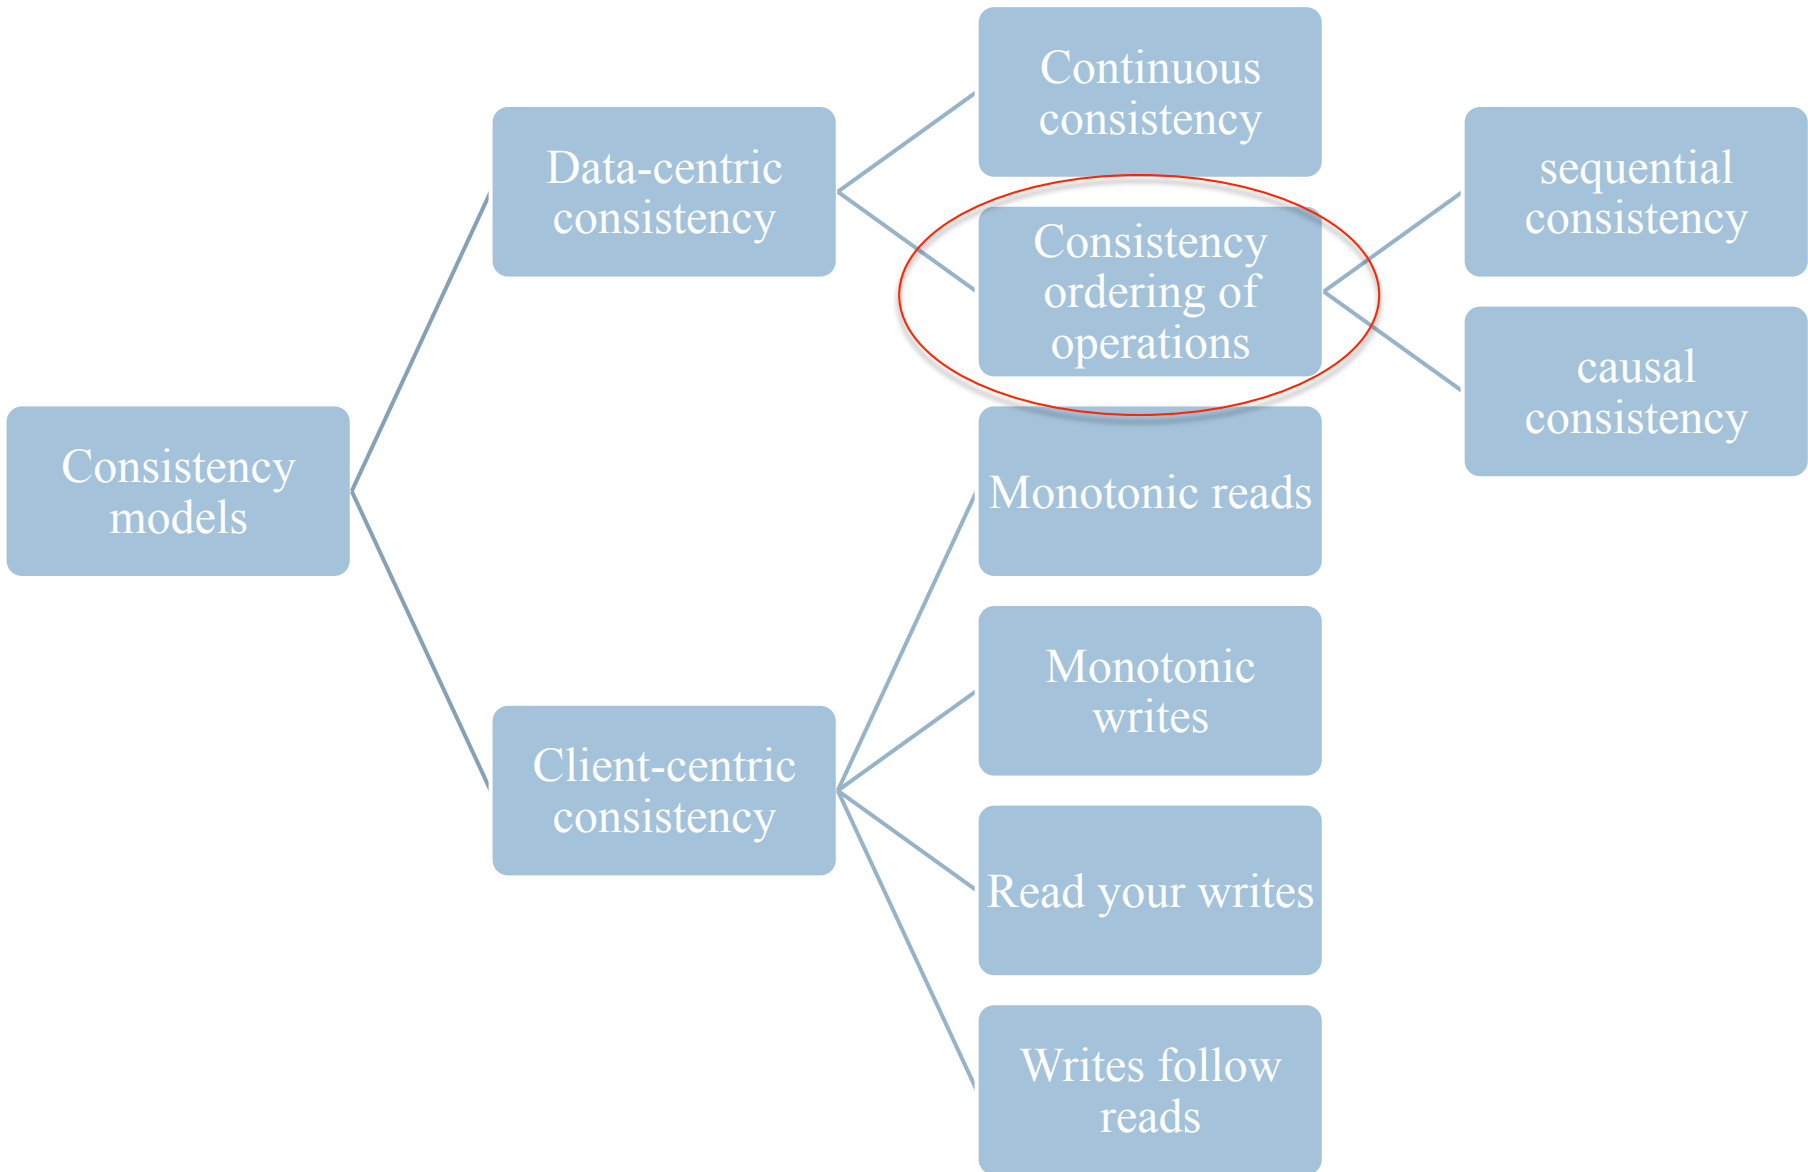 Continuous
consistency
Data-centric
consistency
sequential
consistency
Consistency
ordering of
operations
causal
consistency
Consistency
models
Monotonic reads
Monotonic
writes
Client-centric
consistency
Read your writes
Writes follow
reads